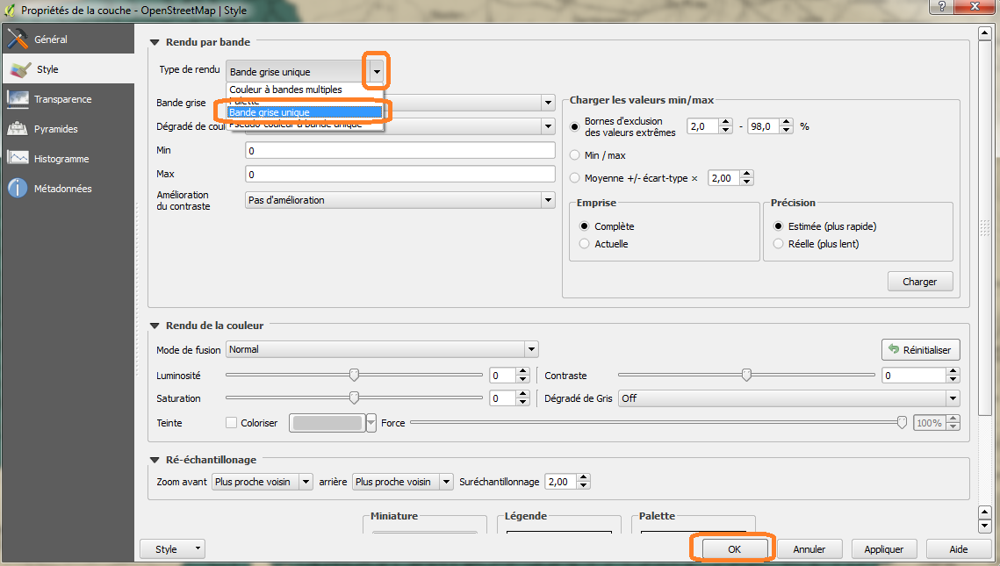 Propriétés de la couche - OpenStreetMap | Style
?
Général
Style
Transparence
Pyramides
Histogramme
Métadonnées
Rendu par bande
Type de rendu Bande grise unique
Couleur à bandes multiples
Palette
Bande grise unique
Pseudo-couleur à bande unique
Bande grise
Dégradé de coul
Min 0
Max 0
Amélioration
du contraste
Pas d'amélioration
Charger les valeurs min/max
Bornes d'exclusion
des valeurs extrêmes
2,0 - 98,0 %
Min / max
Moyenne +/- écart-type × 2,00
Emprise
Complète
Actuelle
Précision
Estimée (plus rapide)
Réelle (plus lent)
Charger
Rendu de la couleur
Mode de fusion Normal
Réinitialiser
Luminosité 0
Contraste 0
Saturation 0
Dégradé de Gris Off
Teinte Coloriser Force 100%
Ré-échantillonage
Zoom avant Plus proche voisin arrière Plus proche voisin Suréchantillonnage 2,00
Miniature
Légende
Palette
Style
OK
Annuler
Appliquer
Aide